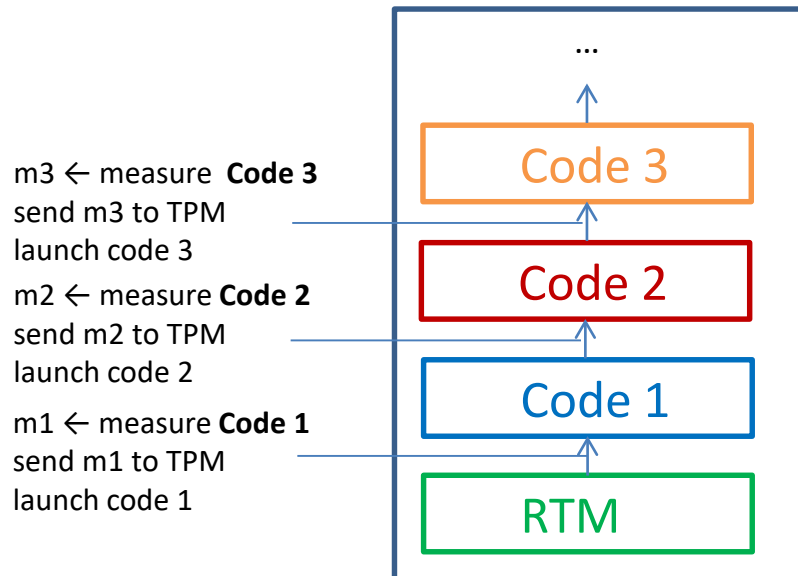 ...
Code 3
m3 ← measure Code 3
send m3 to TPM
launch code 3
Code 2
m2 ← measure Code 2
send m2 to TPM
launch code 2
Code 1
m1 ← measure Code 1
send m1 to TPM
launch code 1
RTM